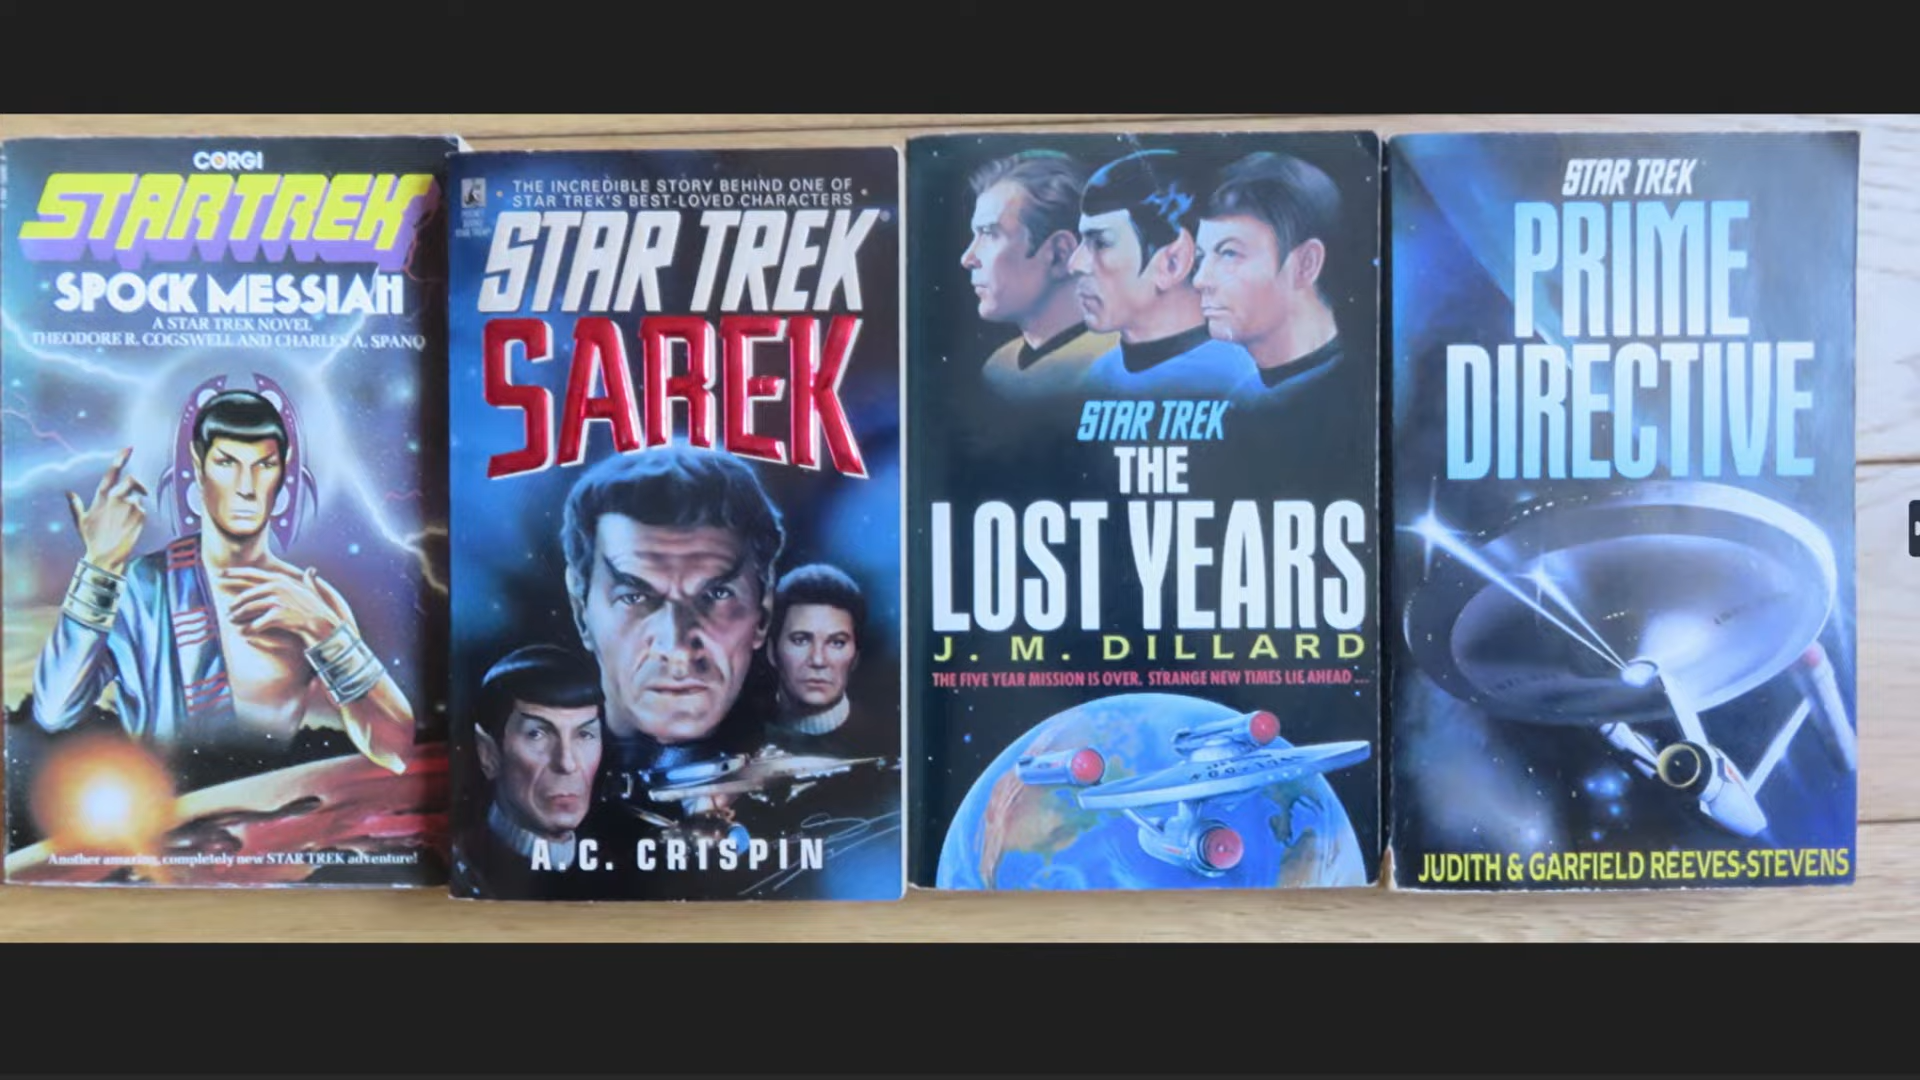 CORGI
STAR TREK
SPOCK MESSIAH
A STAR TREK NOVEL
THEODORE R. COGSWELL AND CHARLES A. SPANO
Another amazing, completely new STAR TREK adventure!
THE INCREDIBLE STORY BEHIND ONE OF
STAR TREK'S BEST-LOVED CHARACTERS
STAR TREK®
SAREK
A.C. CRISPIN
STAR TREK
THE
LOST YEARS
J. M. DILLARD
THE FIVE YEAR MISSION IS OVER. STRANGE NEW TIMES LIE AHEAD ...
STAR TREK
PRIME
DIRECTIVE
JUDITH & GARFIELD REEVES-STEVENS